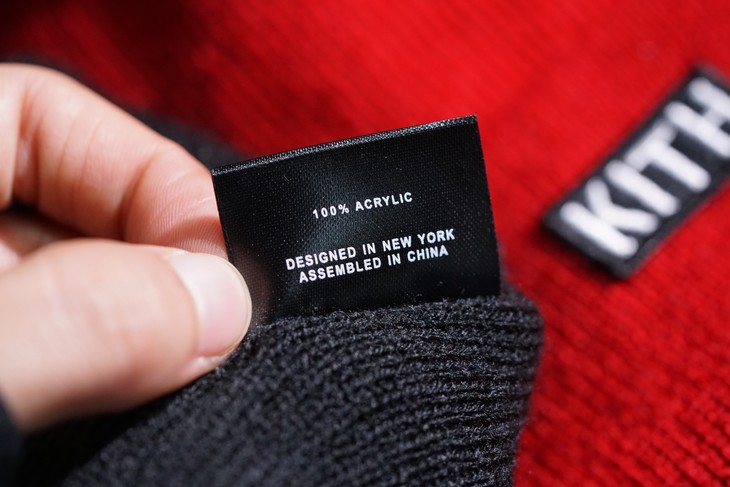 100% ACRYLIC
DESIGNED IN NEW YORK
ASSEMBLED IN CHINA
KITH